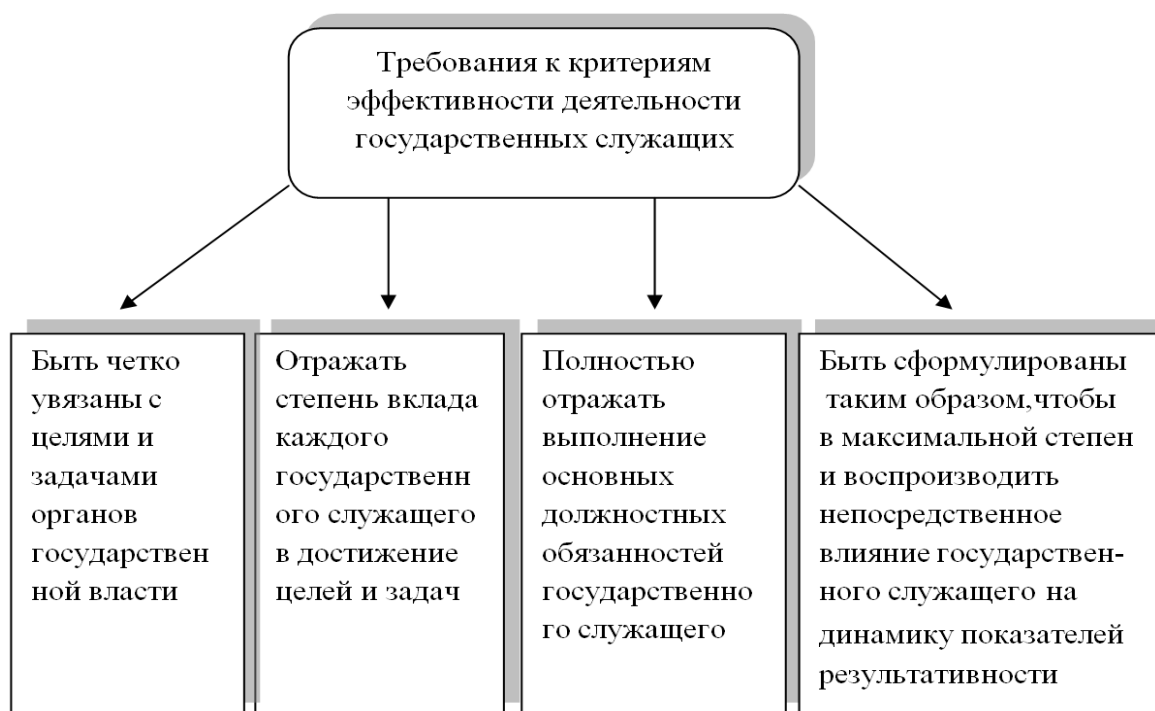 Требования к критериям
эффективности деятельности
государственных служащих
Быть четко
увязаны с
целями и
задачами
органов
государствен
ной власти
Отражать
степень вклада
каждого
государственн
ого служащего
в достижение
целей и задач
Полностью
отражать
выполнение
основных
должностных
обязанностей
государственно
го служащего
Быть сформулированы
таким образом,чтобы
в максимальной степен
и воспроизводить
непосредственное
влияние государствен-
ного служащего на
динамику показателей
результативности